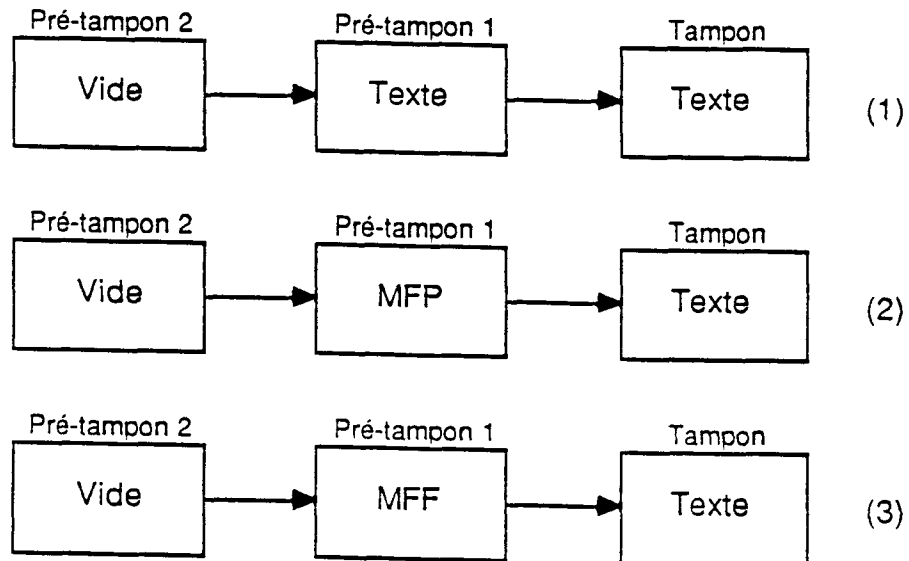 Pré-tampon 2 Pré-tampon 1 Tampon
Vide Texte Texte (1)
Pré-tampon 2 Pré-tampon 1 Tampon
Vide MFP Texte (2)
Pré-tampon 2 Pré-tampon 1 Tampon
Vide MFF Texte (3)